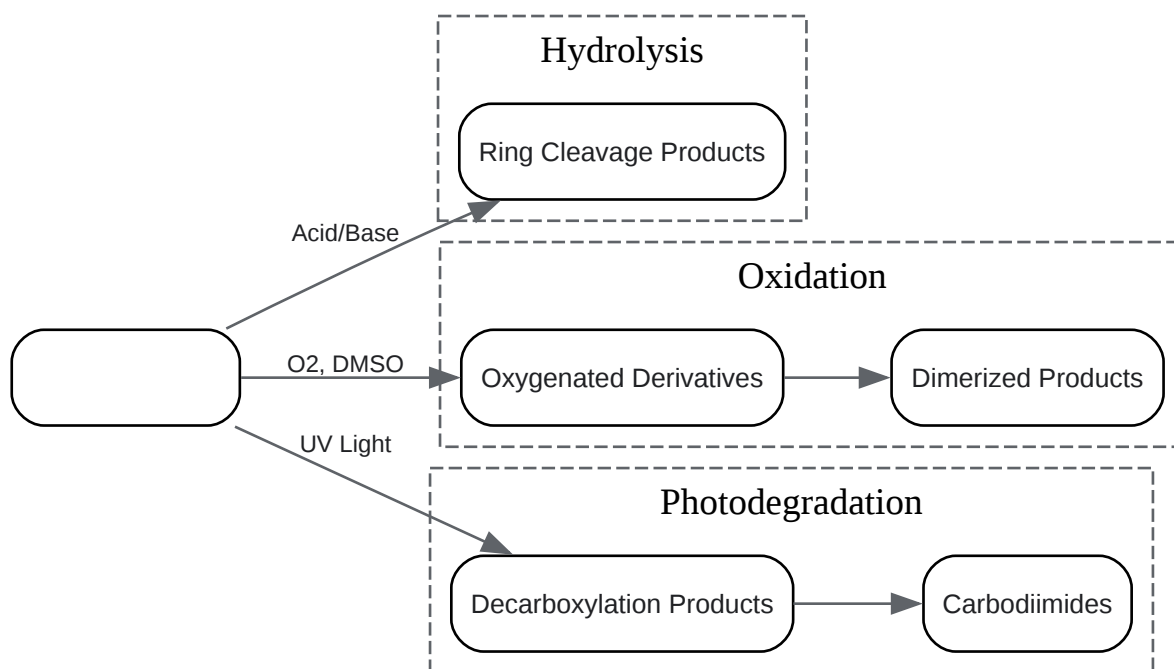 Hydrolysis
Ring Cleavage Products
Acid/Base
Oxidation
O2, DMSO
Oxygenated Derivatives
Dimerized Products
UV Light
Photodegradation
Decarboxylation Products
Carbodiimides